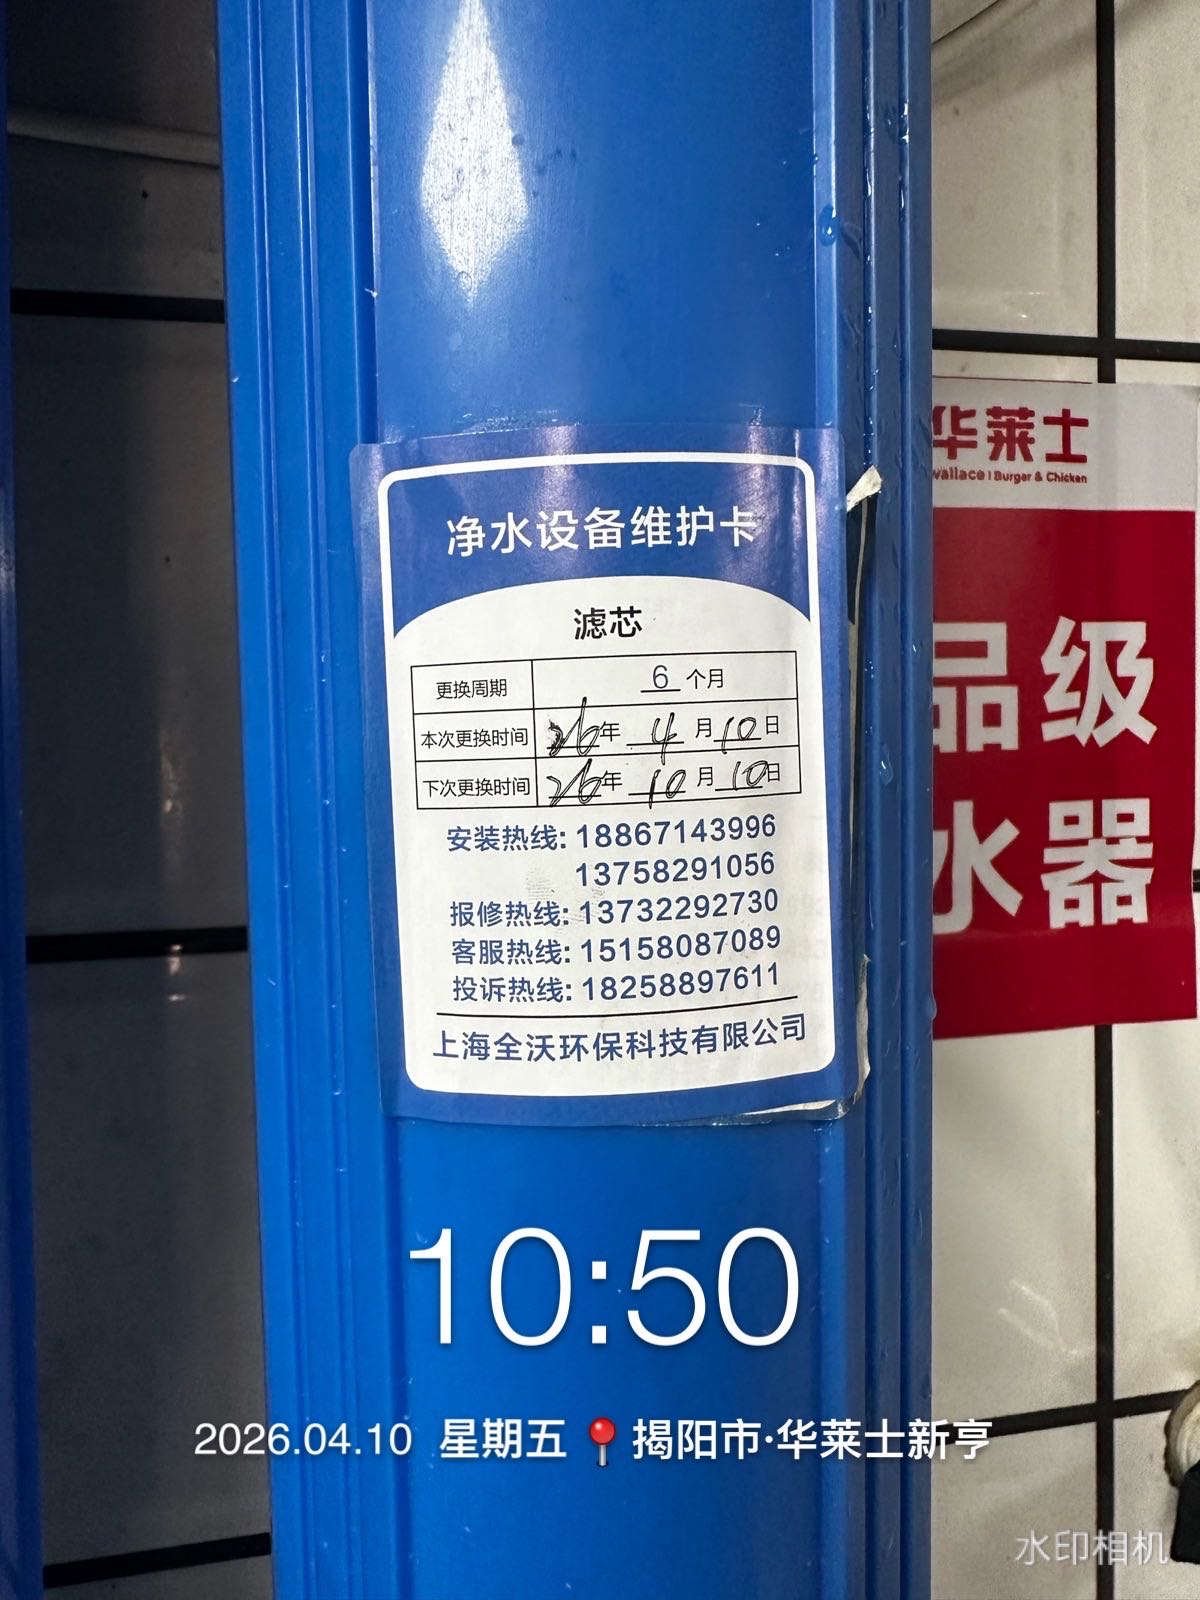 净水设备维护卡
滤芯
更换周期 6 个月
本次更换时间 26年 4 月 10 日
下次更换时间 26年 10 月 10 日
安装热线: 18867143996
13758291056
报修热线: 13732292730
客服热线: 15158087089
投诉热线: 18258897611
上海全沃环保科技有限公司
华莱士
Wallace | Burger & Chicken
品级
水器
10:50
2026.04.10 星期五 揭阳市·华莱士新亨
水印相机